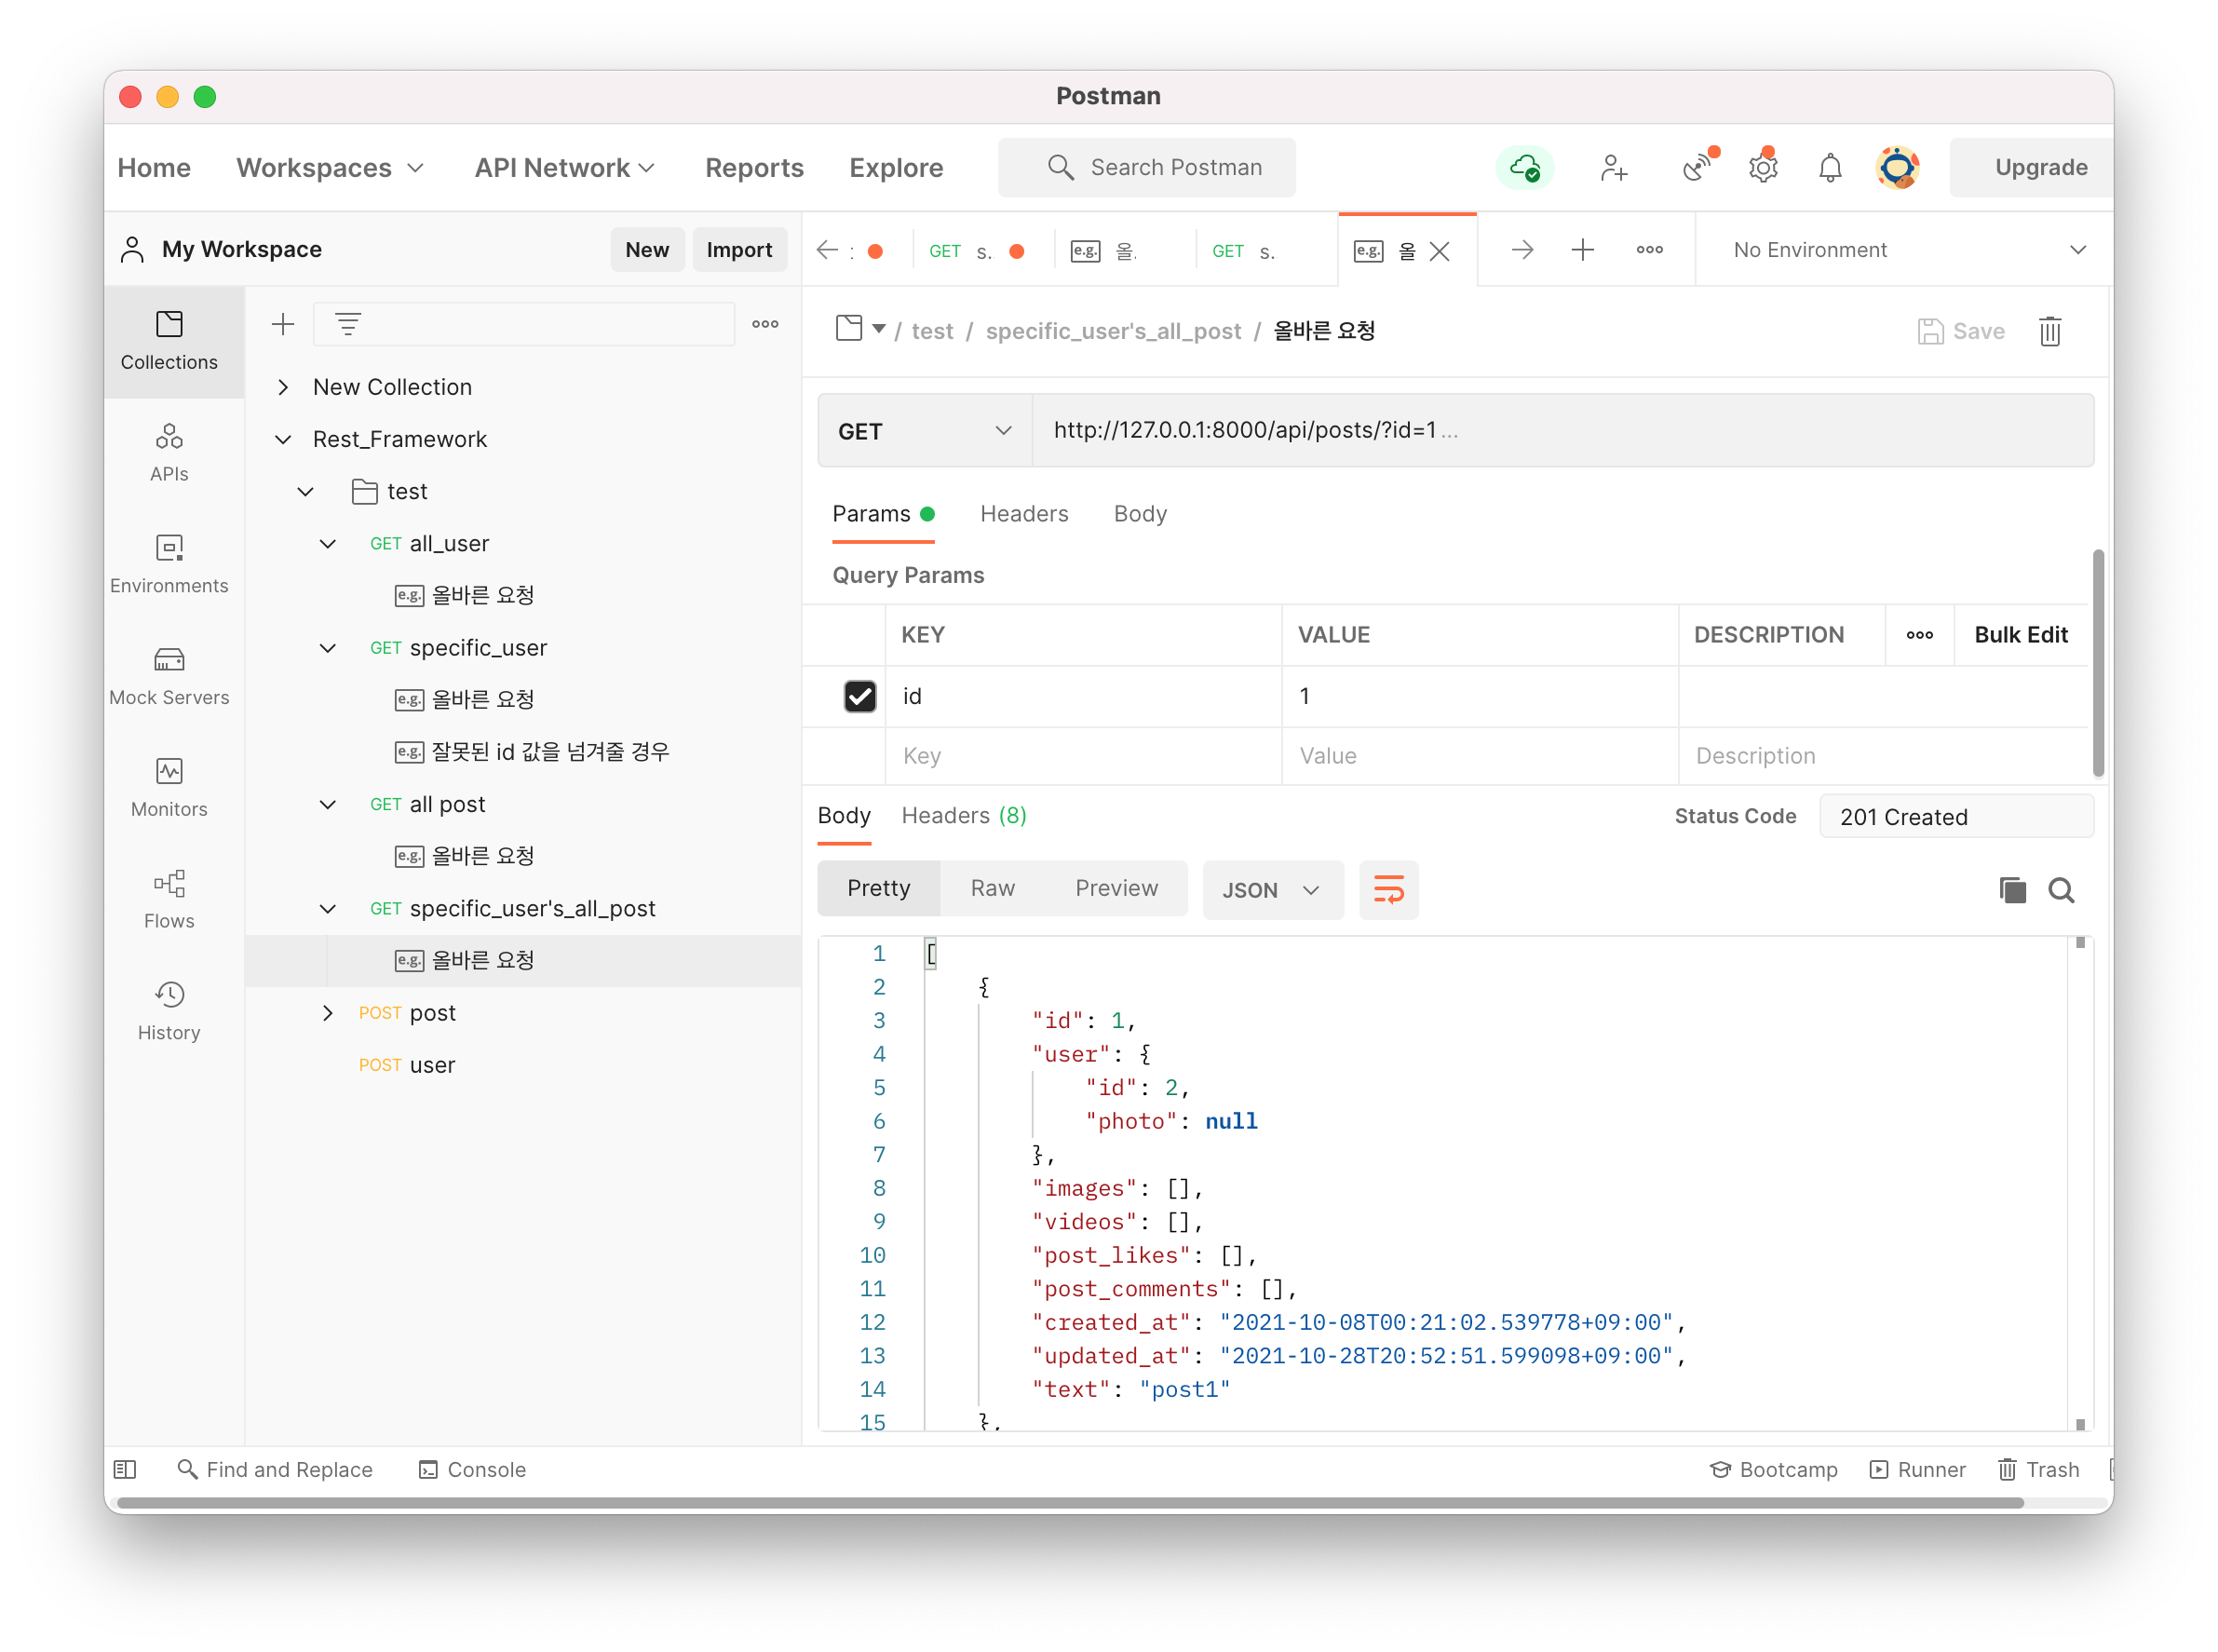 Postman
Home Workspaces API Network Reports Explore Search Postman Upgrade
My Workspace New Import
: GET s.. e.g. 올. GET s. e.g. 올 No Environment
Collections
APIs
Environments
Mock Servers
Monitors
Flows
History
New Collection
Rest_Framework
test
GET all_user
e.g. 올바른 요청
GET specific_user
e.g. 올바른 요청
e.g. 잘못된 id 값을 넘겨줄 경우
GET all post
e.g. 올바른 요청
GET specific_user's_all_post
e.g. 올바른 요청
POST post
POST user
/ test / specific_user's_all_post / 올바른 요청 Save
GET http://127.0.0.1:8000/api/posts/?id=1 ...
Params Headers Body
Query Params
KEY VALUE DESCRIPTION Bulk Edit
id 1
Key Value Description
Body Headers (8) Status Code 201 Created
Pretty Raw Preview JSON
1 [
2 {
3 "id": 1,
4 "user": {
5 "id": 2,
6 "photo": null
7 },
8 "images": [],
9 "videos": [],
10 "post_likes": [],
11 "post_comments": [],
12 "created_at": "2021-10-08T00:21:02.539778+09:00",
13 "updated_at": "2021-10-28T20:52:51.599098+09:00",
14 "text": "post1"
15 },
Find and Replace Console Bootcamp Runner Trash